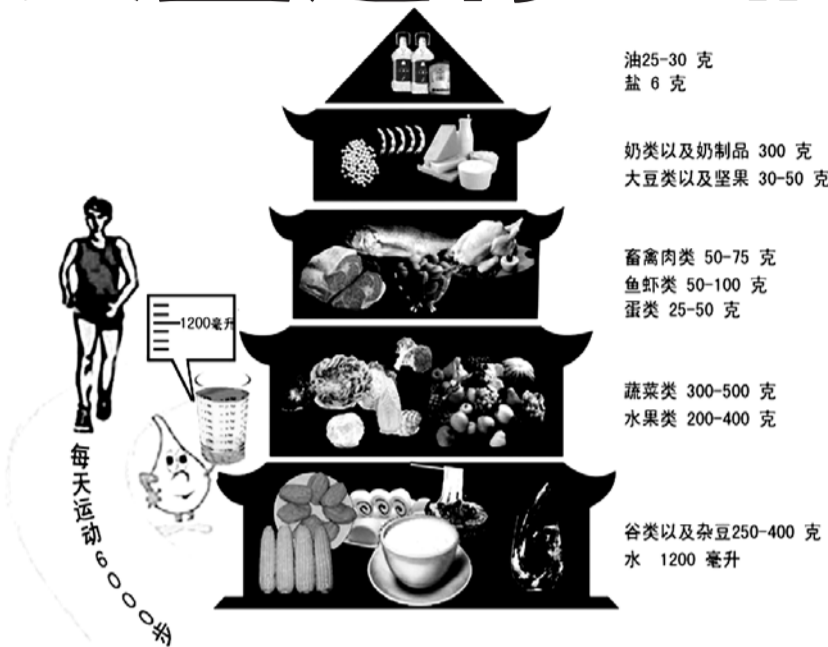 油25-30 克
盐 6 克
奶类以及奶制品 300 克
大豆类以及坚果 30-50 克
畜禽肉类 50-75 克
鱼虾类 50-100 克
蛋类 25-50 克
1200毫升
蔬菜类 300-500 克
水果类 200-400 克
每天运动6000步
谷类以及杂豆250-400 克
水 1200 毫升